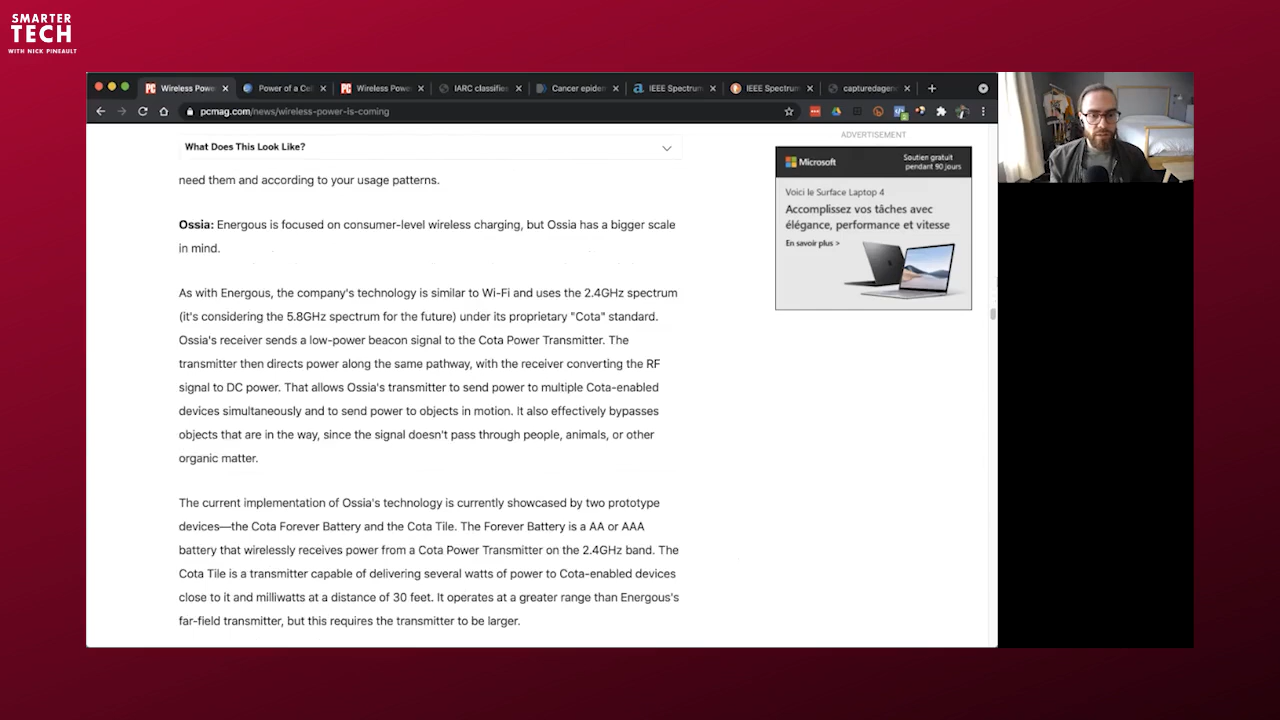 SMARTER
TECH
WITH NICK PINEAULT
Wireless Powe
Power of a Cel
Wireless Powe
IARC classifies
Cancer epiden
IEEE Spectrum
IEEE Spectrum
capturedagen
pcmag.com/news/wireless-power-is-coming
What Does This Look Like?
need them and according to your usage patterns.
Ossia: Energous is focused on consumer-level wireless charging, but Ossia has a bigger scale
in mind.
As with Energous, the company's technology is similar to Wi-Fi and uses the 2.4GHz spectrum
(it's considering the 5.8GHz spectrum for the future) under its proprietary "Cota" standard.
Ossia's receiver sends a low-power beacon signal to the Cota Power Transmitter. The
transmitter then directs power along the same pathway, with the receiver converting the RF
signal to DC power. That allows Ossia's transmitter to send power to multiple Cota-enabled
devices simultaneously and to send power to objects in motion. It also effectively bypasses
objects that are in the way, since the signal doesn't pass through people, animals, or other
organic matter.
The current implementation of Ossia's technology is currently showcased by two prototype
devices—the Cota Forever Battery and the Cota Tile. The Forever Battery is a AA or AAA
battery that wirelessly receives power from a Cota Power Transmitter on the 2.4GHz band. The
Cota Tile is a transmitter capable of delivering several watts of power to Cota-enabled devices
close to it and milliwatts at a distance of 30 feet. It operates at a greater range than Energous's
far-field transmitter, but this requires the transmitter to be larger.
ADVERTISEMENT
Microsoft
Soutien gratuit
pendant 90 jours
Voici le Surface Laptop 4
Accomplissez vos tâches avec
élégance, performance et vitesse
En savoir plus >